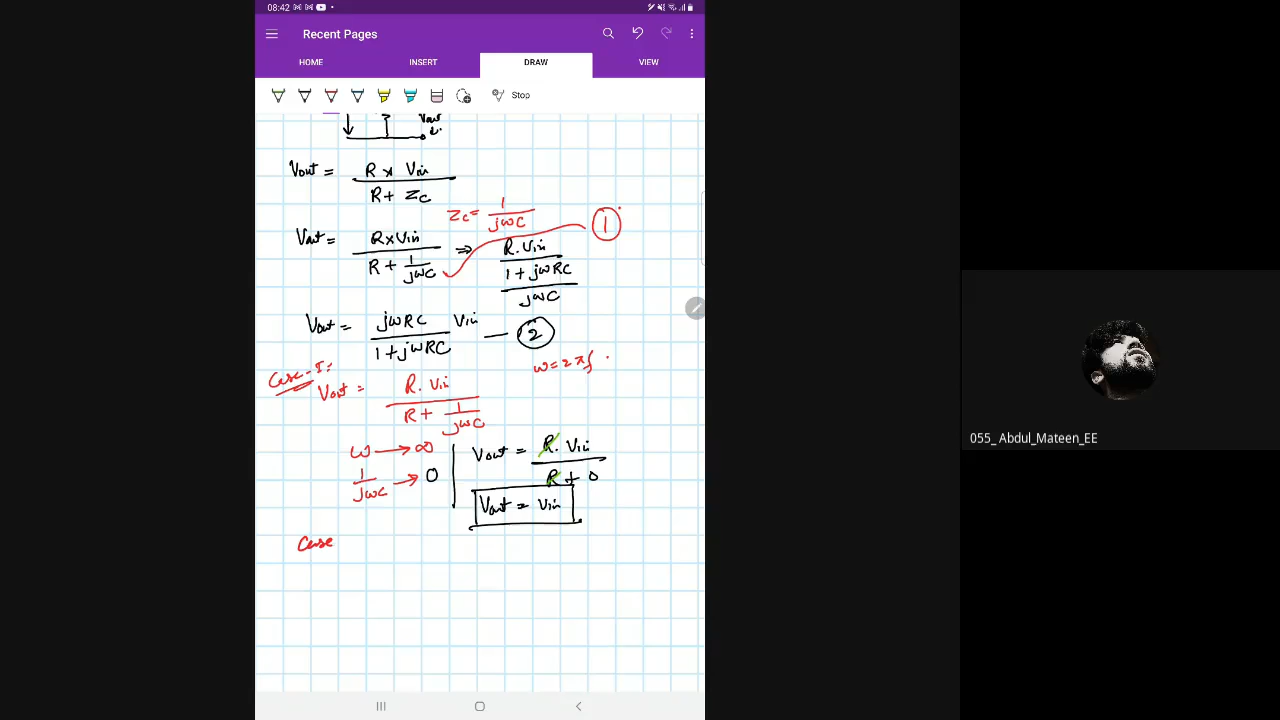 08:42
Recent Pages
HOME INSERT DRAW VIEW
Stop
Vout
Vout = R × Vin / R + Zc
Zc = 1 / jωC
1
Vout = R×Vin / R + 1/jωC ⇒ R. Vin / (1 + jωRC / jωC)
Vout = jωRC / 1 + jωRC Vin — 2
ω = 2πf
Case-I:
Vout = R. Vin / R + 1/jωC
ω → ∞
1/jωC → 0
Vout = R. Vin / R + 0
Vout = Vin
Case
055_ Abdul_Mateen_EE